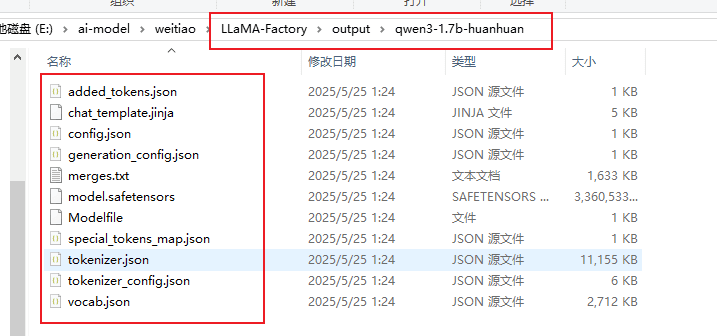 组织 新建 打开 选择
地磁盘 (E:) › ai-model › weitiao › LLaMA-Factory › output › qwen3-1.7b-huanhuan
名称 修改日期 类型 大小
added_tokens.json 2025/5/25 1:24 JSON 源文件 1 KB
chat_template.jinja 2025/5/25 1:24 JINJA 文件 5 KB
config.json 2025/5/25 1:24 JSON 源文件 1 KB
generation_config.json 2025/5/25 1:24 JSON 源文件 1 KB
merges.txt 2025/5/25 1:24 文本文档 1,633 KB
model.safetensors 2025/5/25 1:24 SAFETENSORS ... 3,360,533...
Modelfile 2025/5/25 1:24 文件 1 KB
special_tokens_map.json 2025/5/25 1:24 JSON 源文件 1 KB
tokenizer.json 2025/5/25 1:24 JSON 源文件 11,155 KB
tokenizer_config.json 2025/5/25 1:24 JSON 源文件 6 KB
vocab.json 2025/5/25 1:24 JSON 源文件 2,712 KB